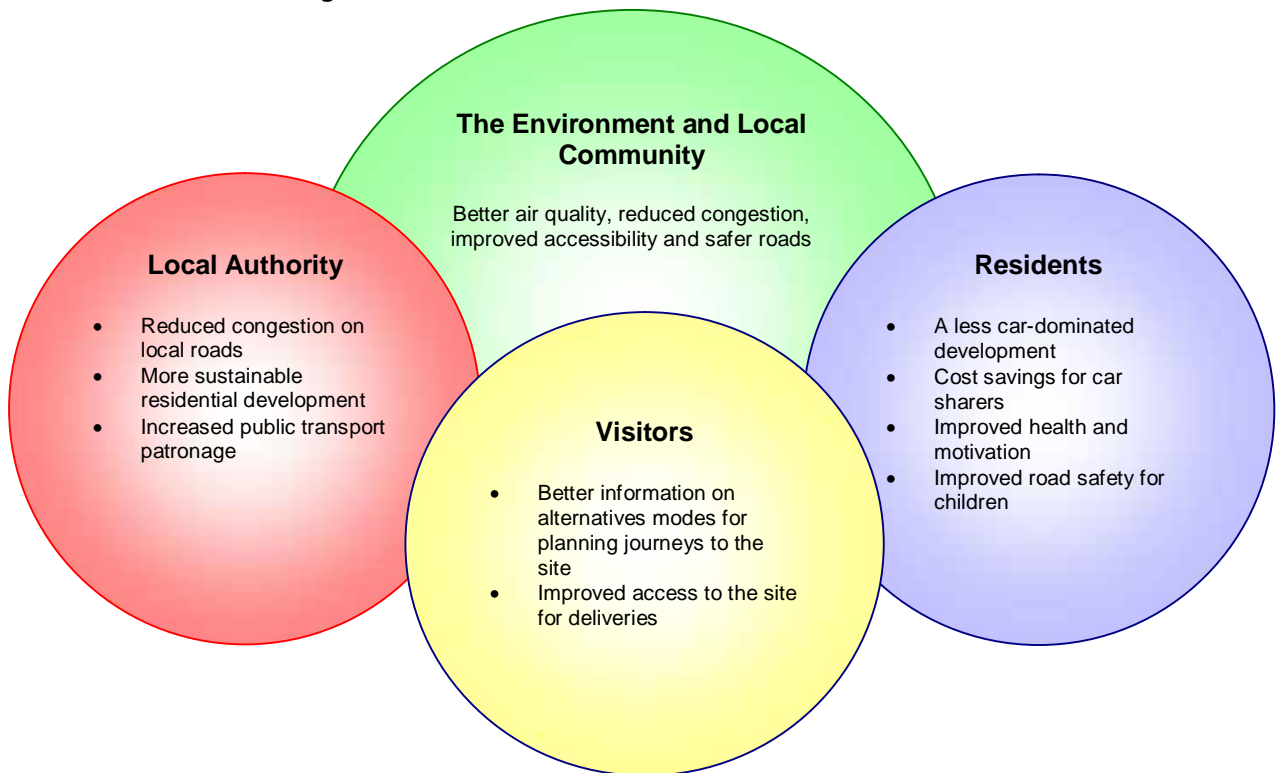 The Environment and Local
Community
Better air quality, reduced congestion,
improved accessibility and safer roads
Local Authority
• Reduced congestion on
local roads
• More sustainable
residential development
• Increased public transport
patronage
Visitors
• Better information on
alternatives modes for
planning journeys to the
site
• Improved access to the site
for deliveries
Residents
• A less car-dominated
development
• Cost savings for car
sharers
• Improved health and
motivation
• Improved road safety for
children